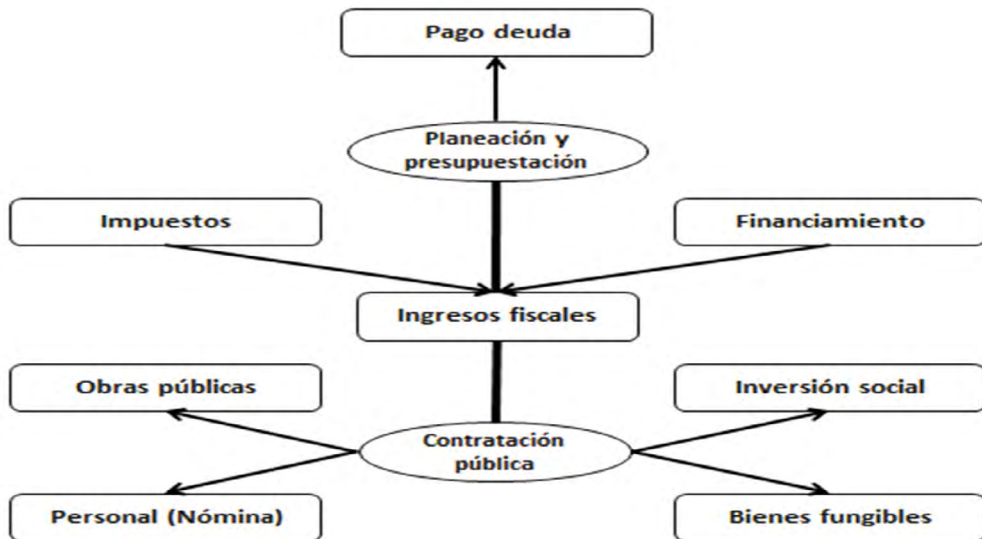 Pago deuda
Planeación y
presupuestación
Impuestos
Financiamiento
Ingresos fiscales
Obras públicas
Inversión social
Contratación
pública
Personal (Nómina)
Bienes fungibles